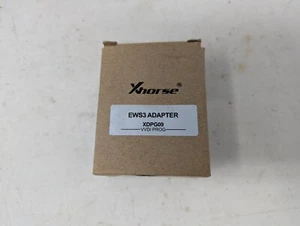 Xhorse®
EWS3 ADAPTER
XDPG09
VVDI PROG